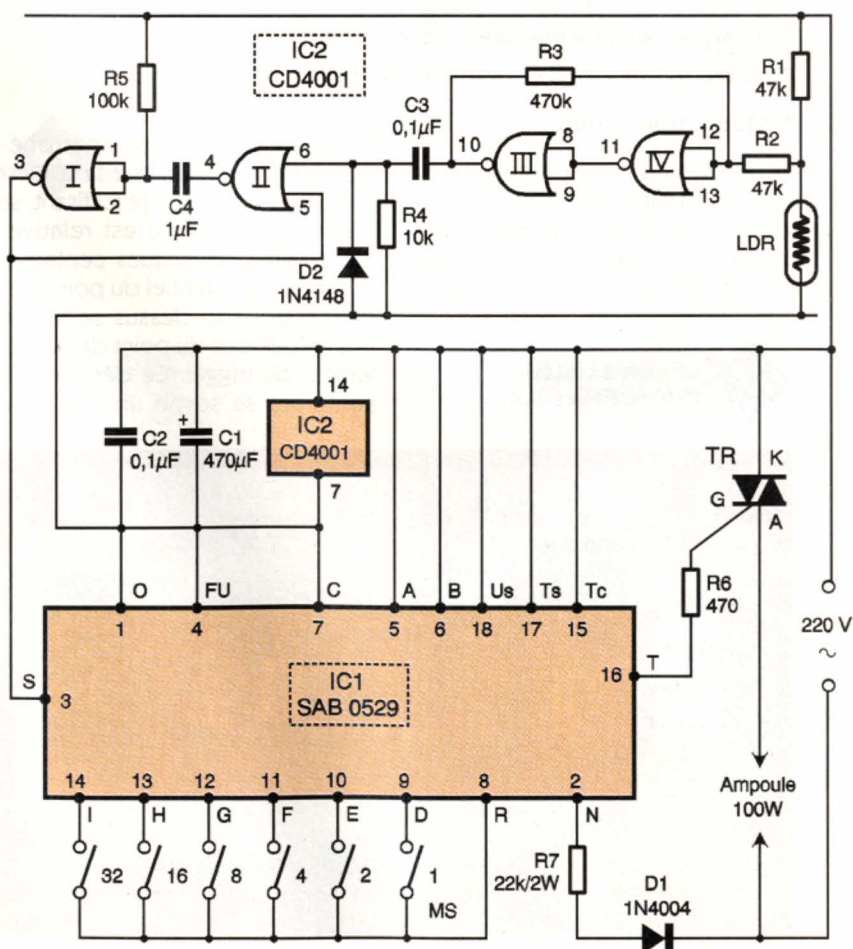 R5
100k
IC2
CD4001
R3
470k
R1
47k
C3
0,1µF
3
1
2
I
4
6
5
II
10
8
9
III
11
12
13
IV
R2
47k
C4
1µF
R4
10k
D2
1N4148
LDR
C2
0,1µF
+
C1
470µF
14
IC2
CD4001
7
TR
K
G
A
R6
470
220 V
~
O
FU
C
A
B
Us
Ts
Tc
1
4
7
5
6
18
17
15
S
3
IC1
SAB 0529
16
T
14
13
12
11
10
9
8
2
I
H
G
F
E
D
R
N
32
16
8
4
2
1
MS
R7
22k/2W
D1
1N4004
Ampoule
100W